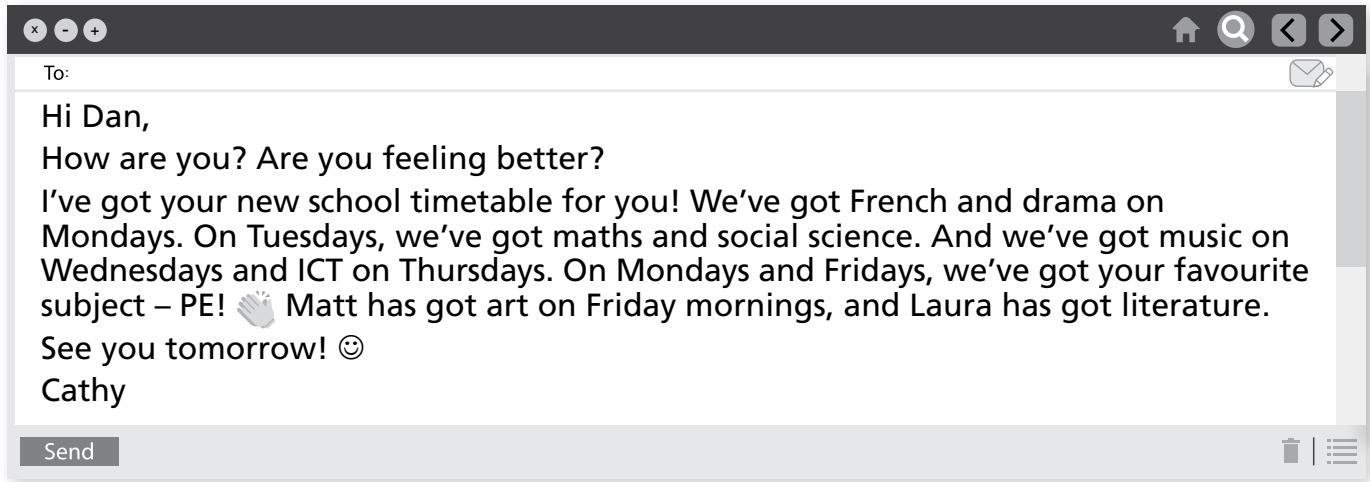 To:
Hi Dan,
How are you? Are you feeling better?
I’ve got your new school timetable for you! We’ve got French and drama on
Mondays. On Tuesdays, we’ve got maths and social science. And we’ve got music on
Wednesdays and ICT on Thursdays. On Mondays and Fridays, we’ve got your favourite
subject – PE! 👏 Matt has got art on Friday mornings, and Laura has got literature.
See you tomorrow! ☺
Cathy
Send